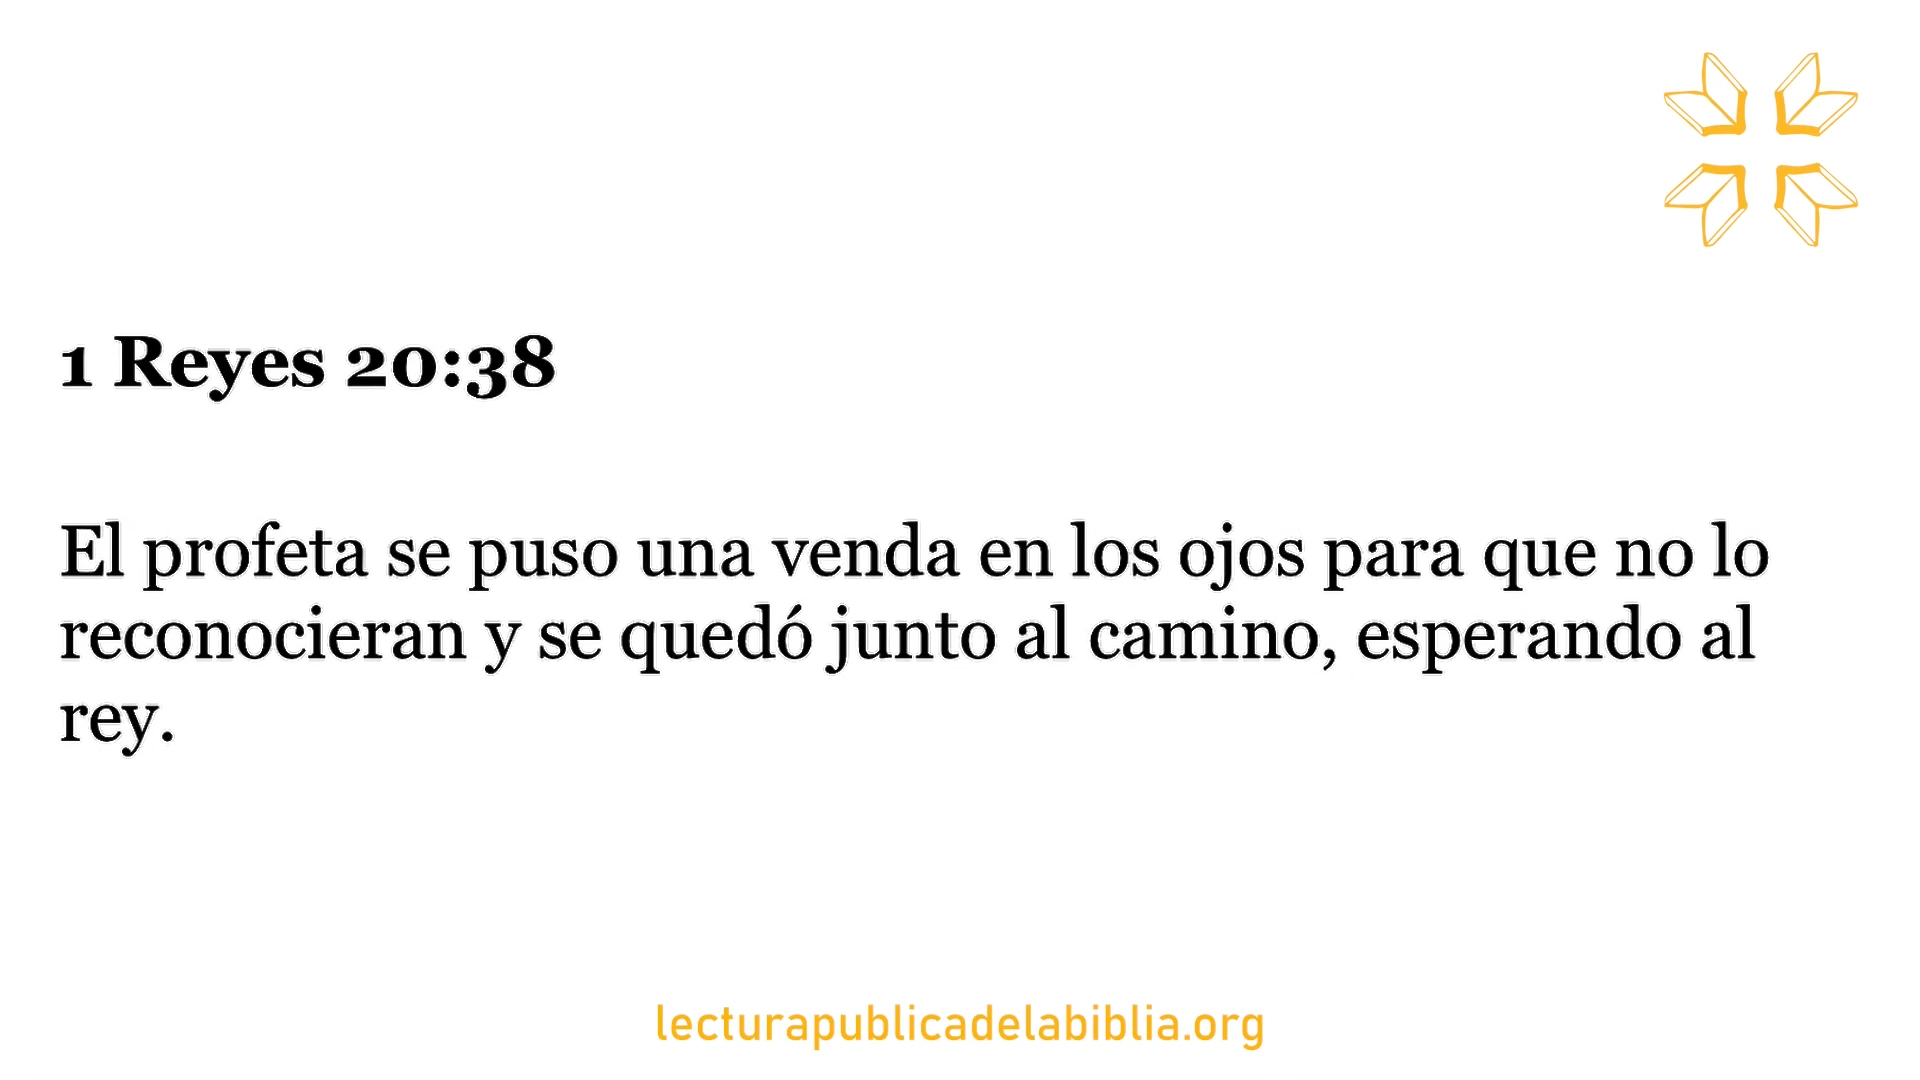 1 Reyes 20:38
El profeta se puso una venda en los ojos para que no lo
reconocieran y se quedó junto al camino, esperando al
rey.
lecturapublicadelabiblia.org